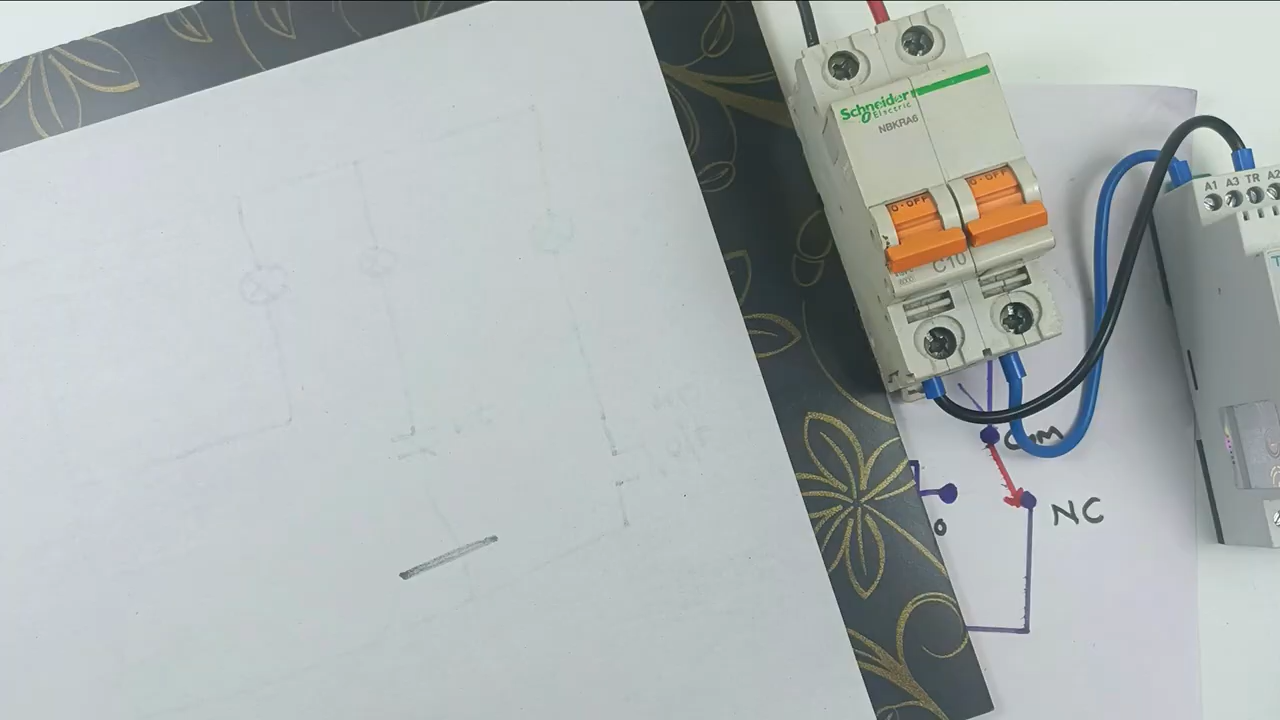 Schneider
Electric
NBKRA6
O-OFF
O-OFF
C10
A1 A3 TR A2
Com
NC
o